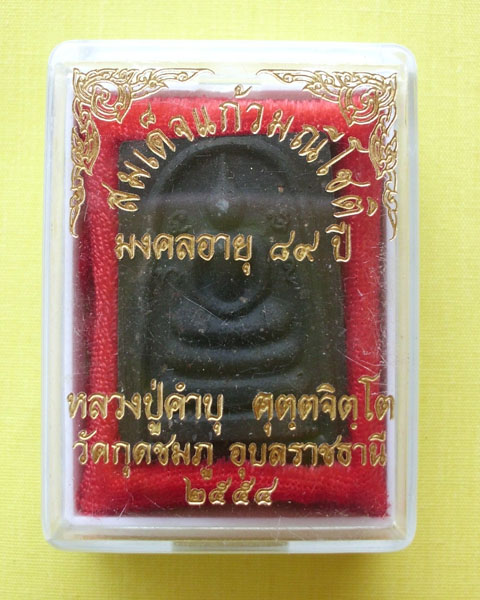 สมเด็จแก้วมณีโชติ
มงคลอายุ ๘๙ ปี
หลวงปู่คำบุ คุตฺตจิตฺโต
วัดกุดชมภู อุบลราชธานี
๒๕๕๔